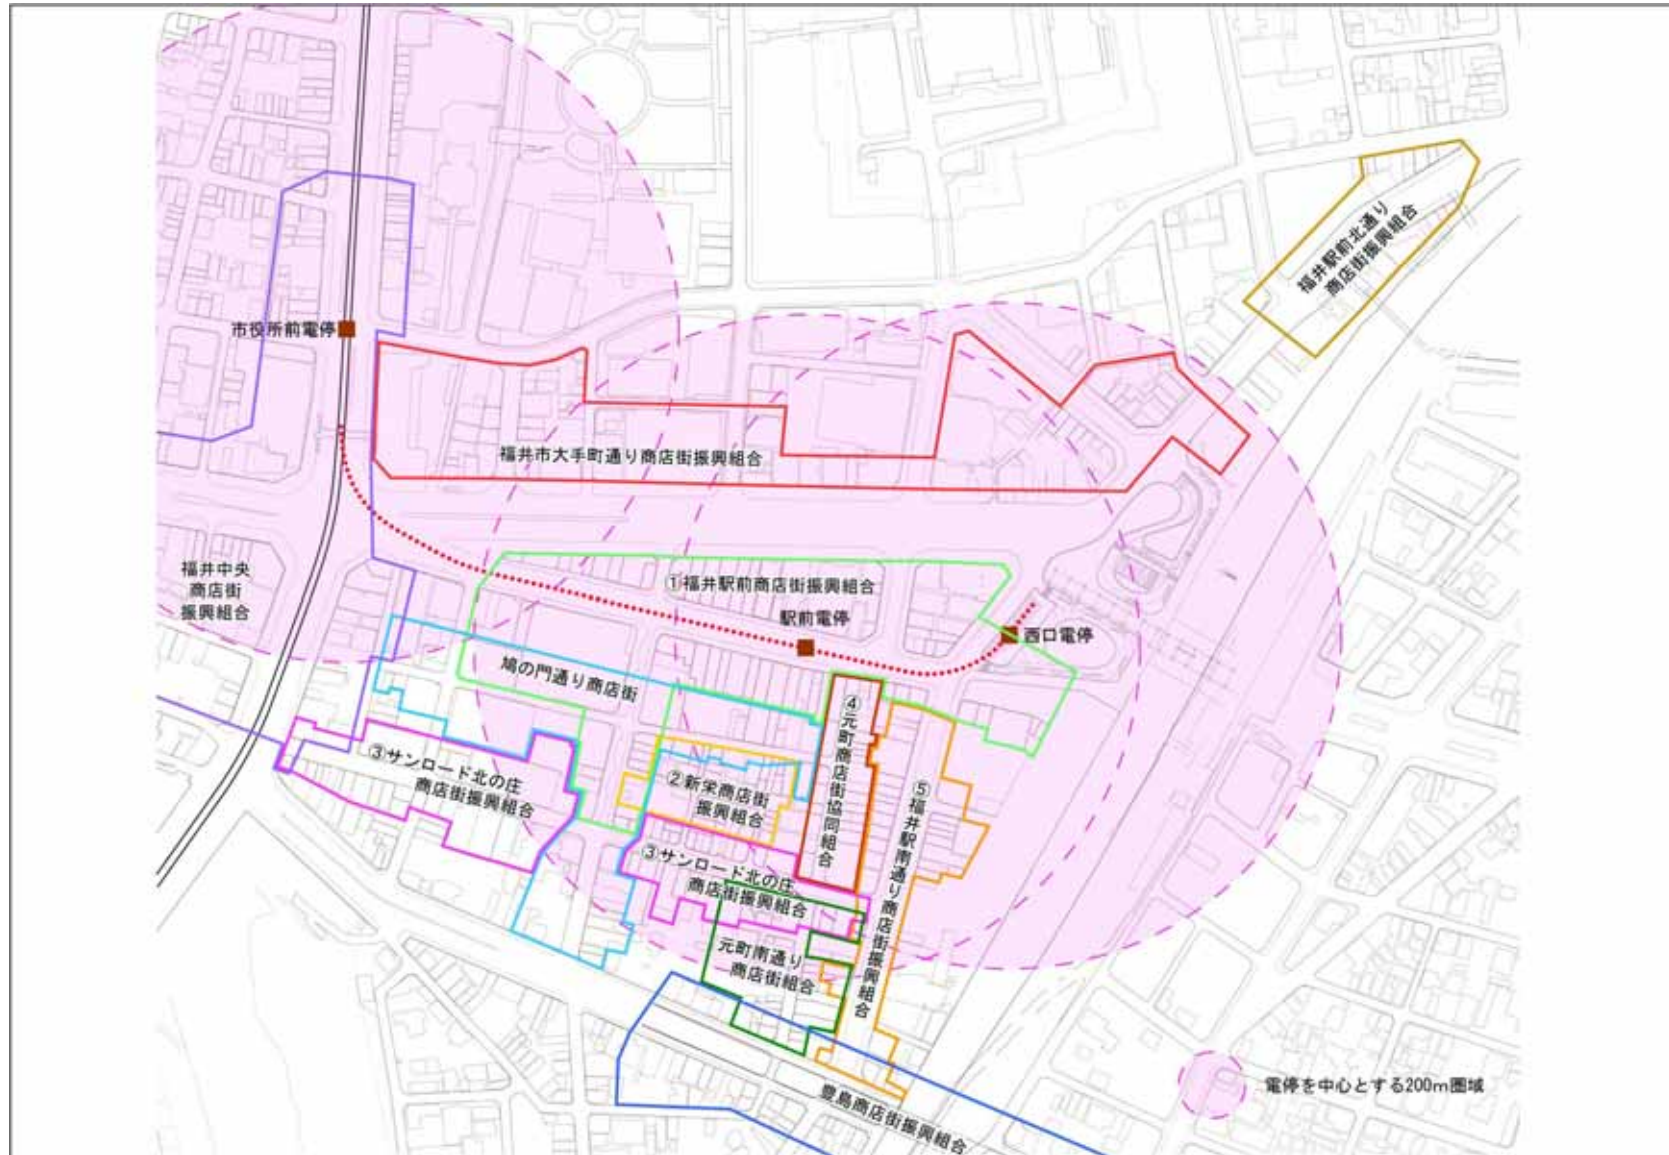 福井駅前北通り
商店街振興組合
市役所前電停
福井市大手町通り商店街振興組合
福井中央
商店街
振興組合
①福井駅前商店街振興組合
駅前電停
西口電停
鳩の門通り商店街
④元町商店街協同組合
③サンロード北の庄
商店街振興組合
②新栄商店街
振興組合
⑤福井駅南通り商店街振興組合
③サンロード北の庄
商店街振興組合
元町南通り
商店街組合
豊島商店街振興組合
電停を中心とする200m圏域